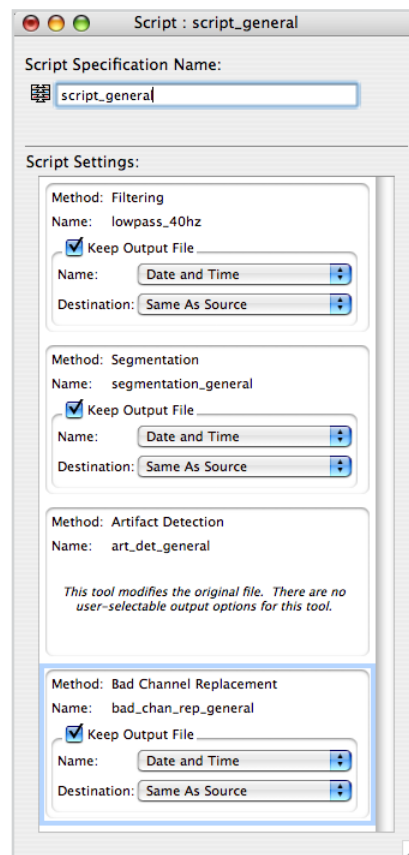 Script : script_general
Script Specification Name:
script_general
Script Settings:
Method: Filtering
Name: lowpass_40hz
Keep Output File
Name: Date and Time
Destination: Same As Source
Method: Segmentation
Name: segmentation_general
Keep Output File
Name: Date and Time
Destination: Same As Source
Method: Artifact Detection
Name: art_det_general
This tool modifies the original file. There are no
user-selectable output options for this tool.
Method: Bad Channel Replacement
Name: bad_chan_rep_general
Keep Output File
Name: Date and Time
Destination: Same As Source